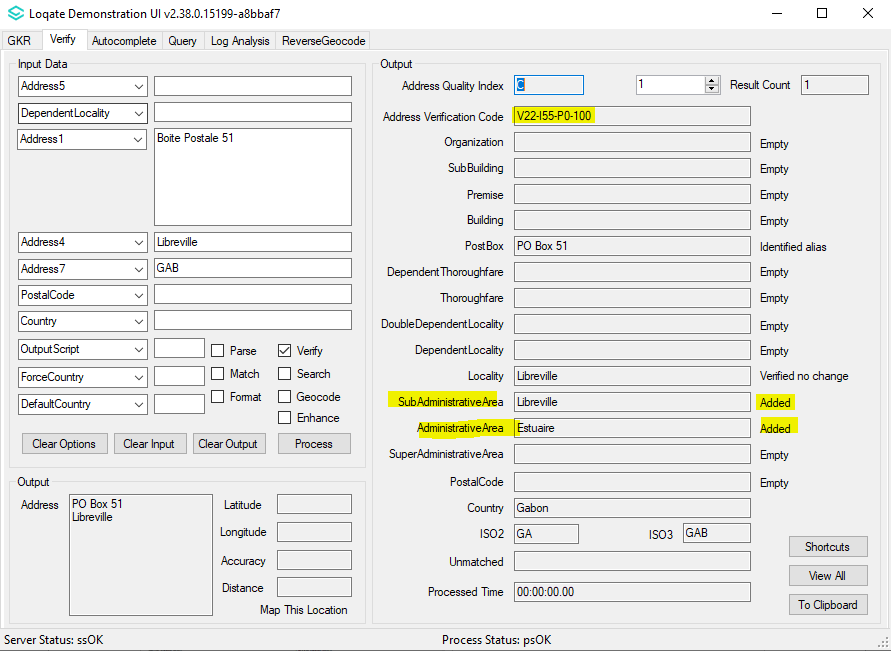 Loqate Demonstration UI v2.38.0.15199-a8bbaf7
GKR Verify Autocomplete Query Log Analysis ReverseGeocode
Input Data
Address5
DependentLocality
Address1 Boite Postale 51
Address4 Libreville
Address7 GAB
PostalCode
Country
OutputScript Parse Verify
ForceCountry Match Search
DefaultCountry Format Geocode
Enhance
Clear Options Clear Input Clear Output Process
Output
Address PO Box 51
Libreville
Latitude
Longitude
Accuracy
Distance
Map This Location
Output
Address Quality Index C 1 Result Count 1
Address Verification Code V22-I55-P0-100
Organization Empty
SubBuilding Empty
Premise Empty
Building Empty
PostBox PO Box 51 Identified alias
DependentThoroughfare Empty
Thoroughfare Empty
DoubleDependentLocality Empty
DependentLocality Empty
Locality Libreville Verified no change
SubAdministrativeArea Libreville Added
AdministrativeArea Estuaire Added
SuperAdministrativeArea Empty
PostalCode Empty
Country Gabon
ISO2 GA ISO3 GAB
Unmatched
Processed Time 00:00:00.00
Shortcuts
View All
To Clipboard
Server Status: ssOK Process Status: psOK